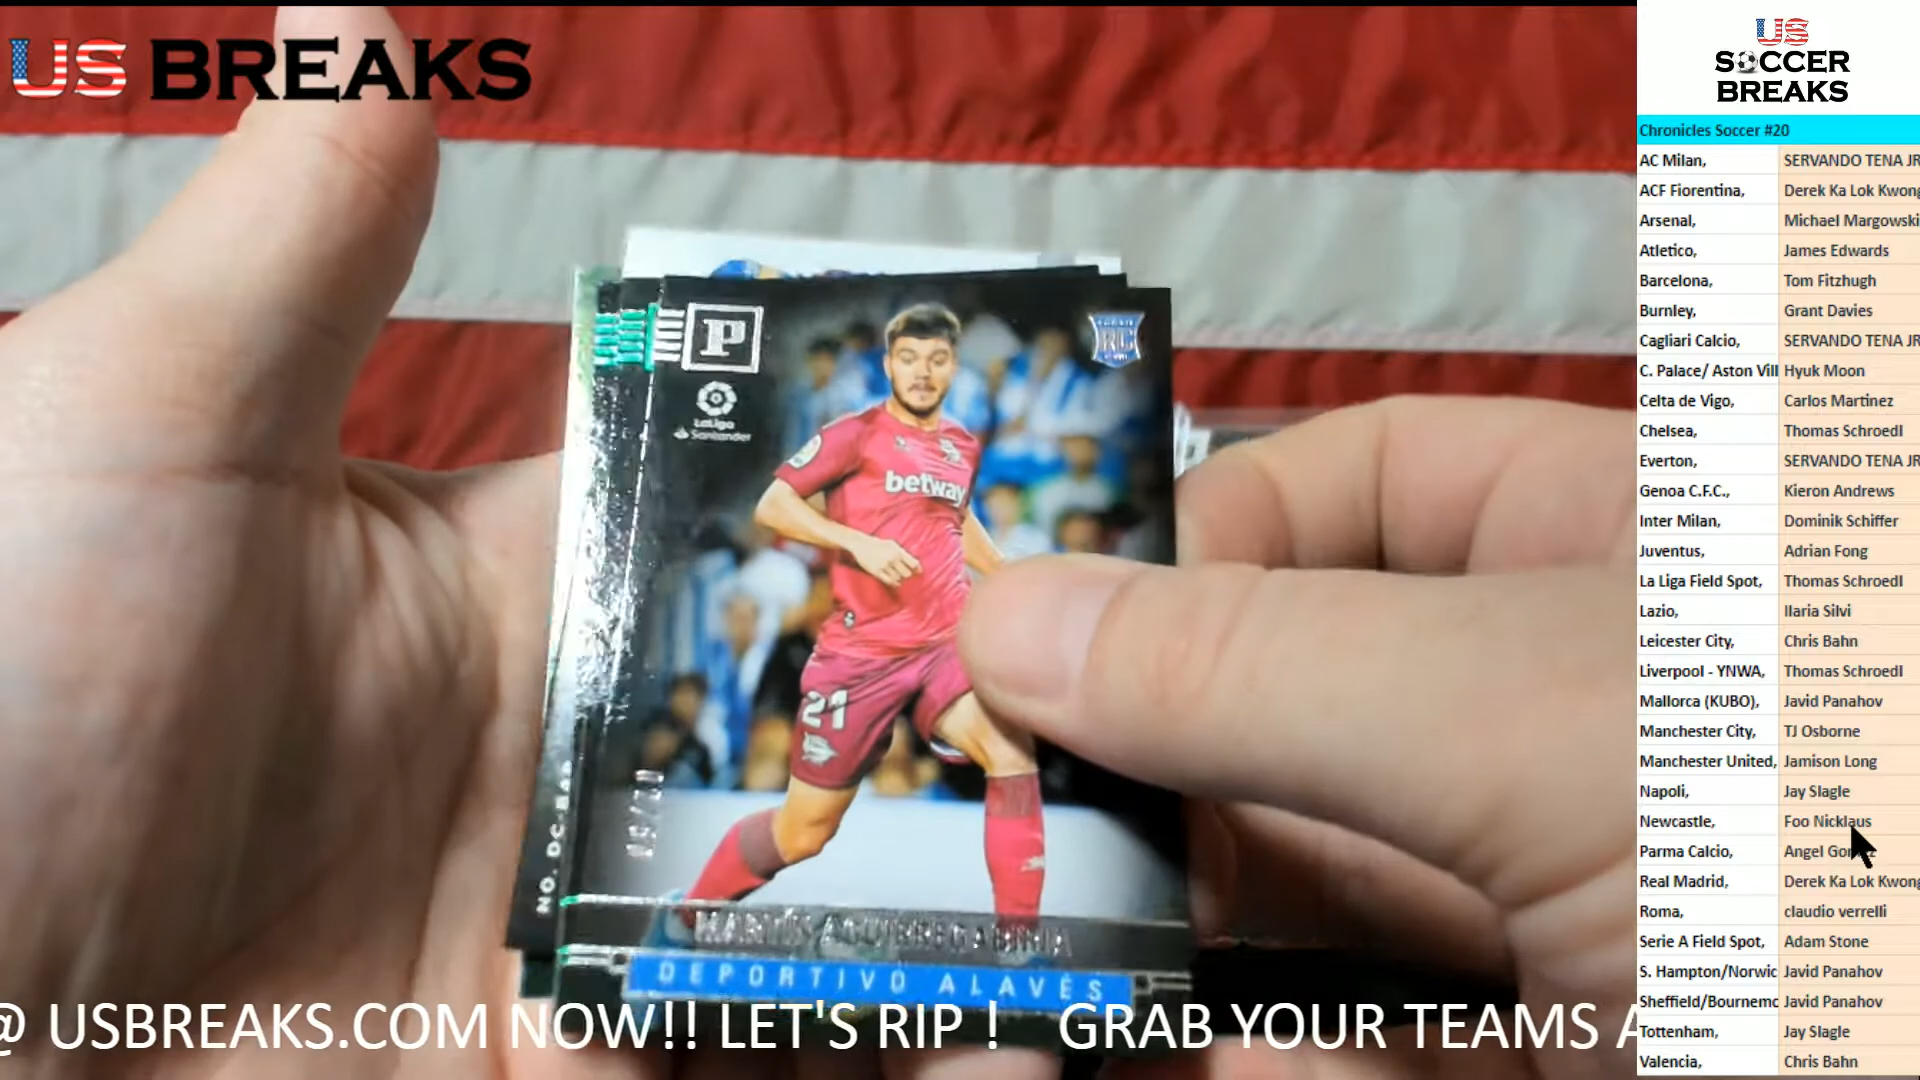 US BREAKS
US
SOCCER
BREAKS
Chronicles Soccer #20
AC Milan, SERVANDO TENA JR
ACF Fiorentina, Derek Ka Lok Kwong
Arsenal, Michael Margowski
Atletico, James Edwards
Barcelona, Tom Fitzhugh
Burnley, Grant Davies
Cagliari Calcio, SERVANDO TENA JR
C. Palace/ Aston Vill Hyuk Moon
Celta de Vigo, Carlos Martinez
Chelsea, Thomas Schroedl
Everton, SERVANDO TENA JR
Genoa C.F.C., Kieron Andrews
Inter Milan, Dominik Schiffer
Juventus, Adrian Fong
La Liga Field Spot, Thomas Schroedl
Lazio, Ilaria Silvi
Leicester City, Chris Bahn
Liverpool - YNWA, Thomas Schroedl
Mallorca (KUBO), Javid Panahov
Manchester City, TJ Osborne
Manchester United, Jamison Long
Napoli, Jay Slagle
Newcastle, Foo Nicklaus
Parma Calcio, Angel
Real Madrid, Derek Ka Lok Kwong
Roma, claudio verrelli
Serie A Field Spot, Adam Stone
S. Hampton/Norwic Javid Panahov
Sheffield/Bournemo Javid Panahov
Tottenham, Jay Slagle
Valencia, Chris Bahn
P
RC
LaLiga
Santander
betway
21
NO.
MARTÍN AGUIRREGABIRIA
DEPORTIVO ALAVÉS
@ USBREAKS.COM NOW!! LET'S RIP ! GRAB YOUR TEAMS A